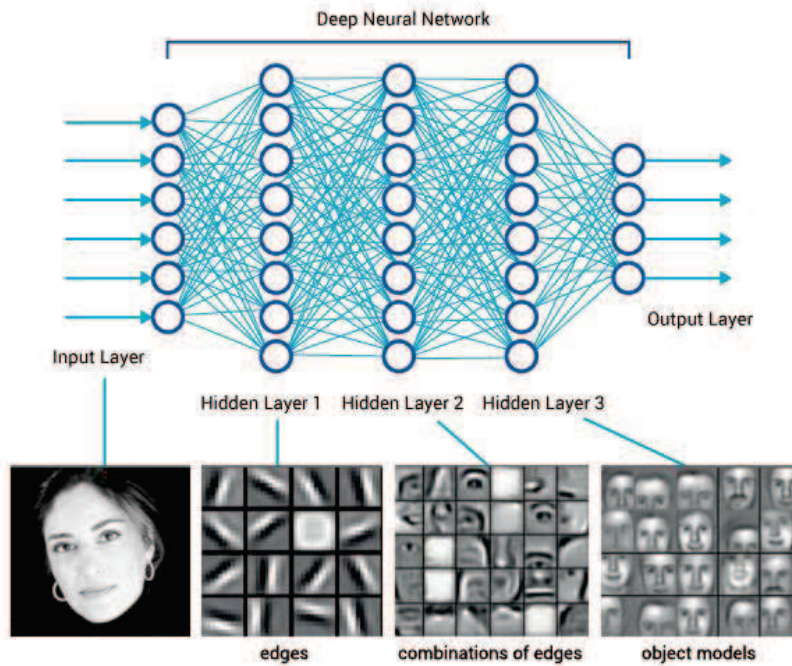 Deep Neural Network
Output Layer
Input Layer
Hidden Layer 1
Hidden Layer 2
Hidden Layer 3
edges
combinations of edges
object models